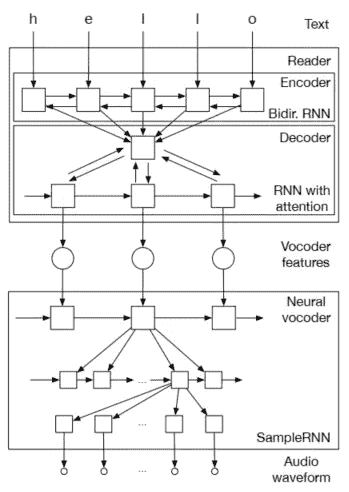 h e l l o Text
Reader
Encoder
Bidir. RNN
Decoder
RNN with
attention
Vocoder
features
Neural
vocoder
...
...
SampleRNN
Audio
waveform
...